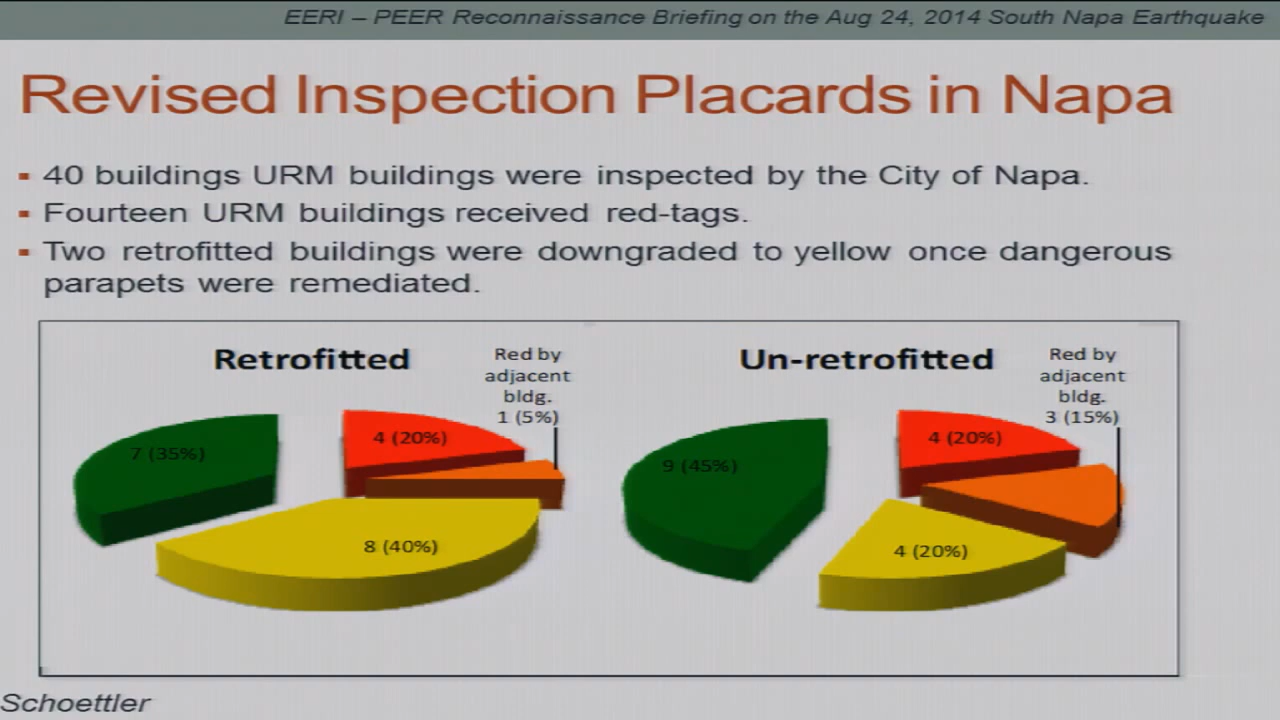 EERI – PEER Reconnaissance Briefing on the Aug 24, 2014 South Napa Earthquake
Revised Inspection Placards in Napa
▪ 40 buildings URM buildings were inspected by the City of Napa.
▪ Fourteen URM buildings received red-tags.
▪ Two retrofitted buildings were downgraded to yellow once dangerous
parapets were remediated.
Retrofitted
Red by
adjacent
bldg.
1 (5%)
4 (20%)
7 (35%)
8 (40%)
Un-retrofitted
Red by
adjacent
bldg.
3 (15%)
4 (20%)
9 (45%)
4 (20%)
Schoettler